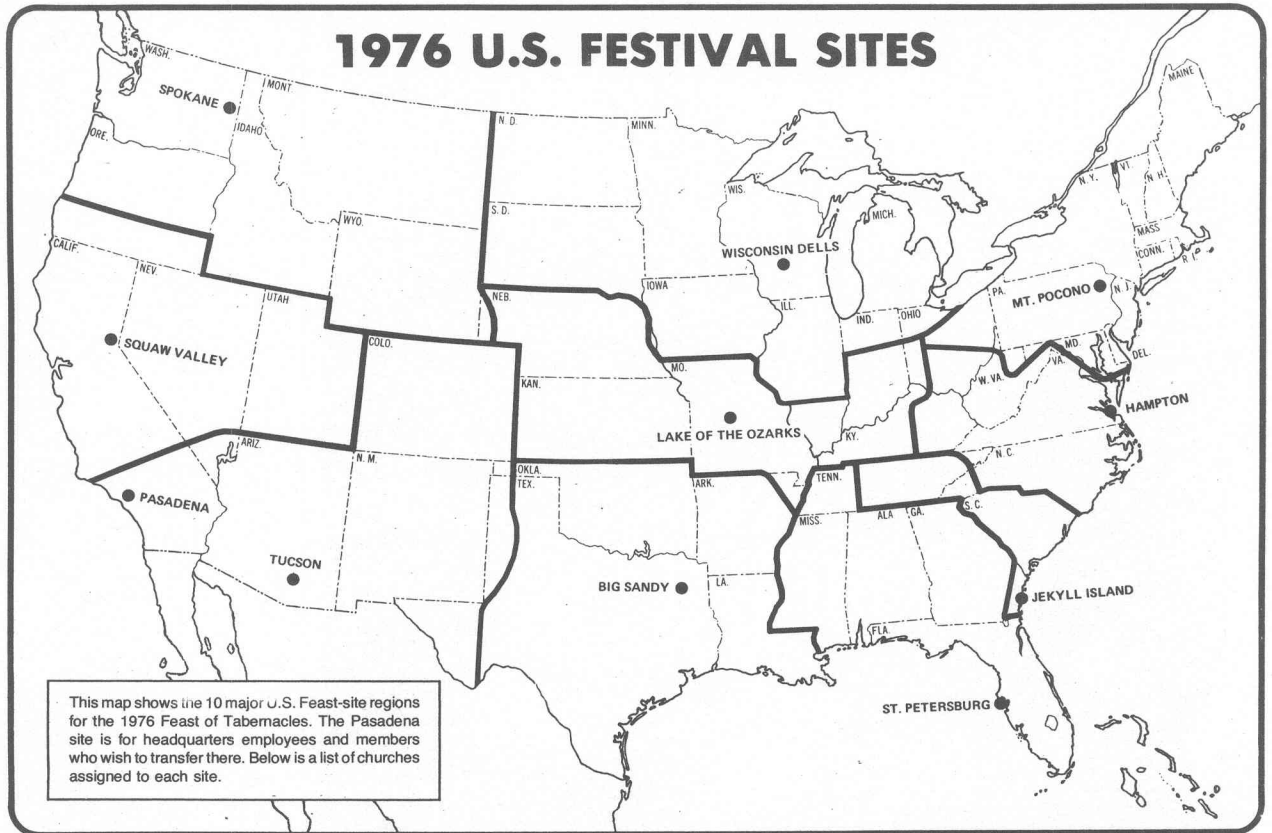 1976 U.S. FESTIVAL SITES
WASH.
SPOKANE
MONT.
IDAHO
ORE.
N. D.
MINN.
MAINE
N. Y.
VT.
N. H.
WIS.
MICH.
S. D.
WYO.
MASS
CONN.
R I
CALIF.
NEV.
UTAH
WISCONSIN DELLS
IOWA
NEB.
ILL.
IND.
OHIO
PA.
MT. POCONO
N. J.
SQUAW VALLEY
COLO.
MO.
KAN.
W. VA.
VA.
MD.
DEL.
HAMPTON
LAKE OF THE OZARKS
KY.
ARIZ.
N. M.
OKLA.
TEX.
ARK.
TENN.
N. C.
PASADENA
MISS.
ALA
GA.
S. C.
TUCSON
BIG SANDY
LA.
JEKYLL ISLAND
FLA.
ST. PETERSBURG
This map shows the 10 major U.S. Feast-site regions
for the 1976 Feast of Tabernacles. The Pasadena
site is for headquarters employees and members
who wish to transfer there. Below is a list of churches
assigned to each site.